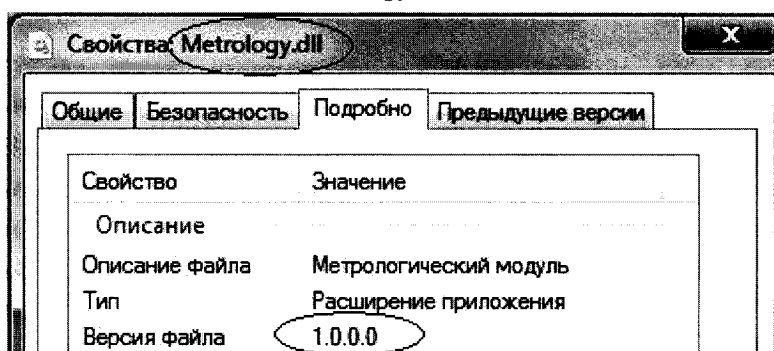 Свойства: Metrology.dll
Общие Безопасность Подробно Предыдущие версии
Свойство Значение
Описание
Описание файла Метрологический модуль
Тип Расширение приложения
Версия файла 1.0.0.0